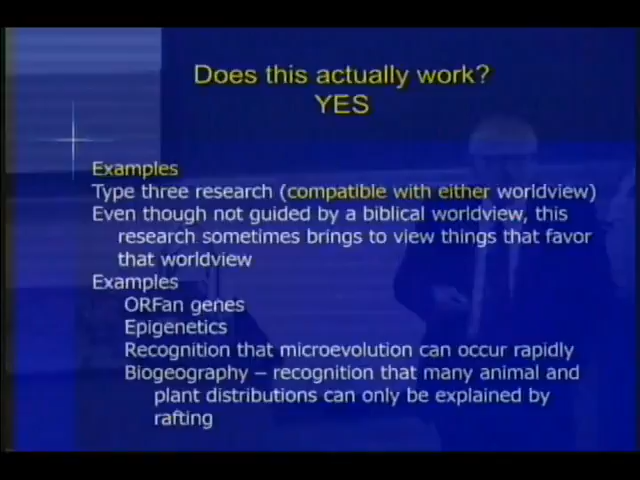 Does this actually work?
YES
Examples
Type three research (compatible with either worldview)
Even though not guided by a biblical worldview, this
research sometimes brings to view things that favor
that worldview
Examples
ORFan genes
Epigenetics
Recognition that microevolution can occur rapidly
Biogeography – recognition that many animal and
plant distributions can only be explained by
rafting